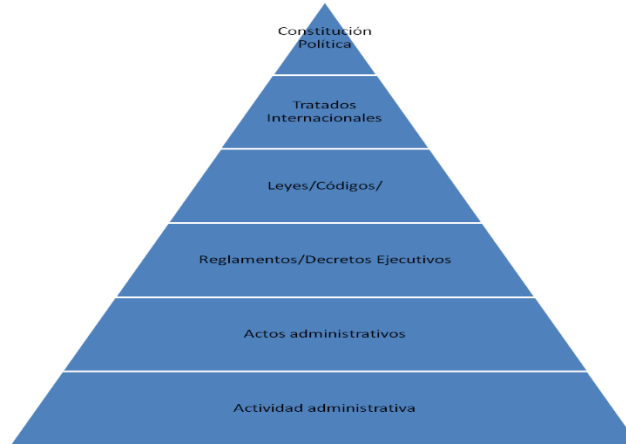 Constitución
Política
Tratados
Internacionales
Leyes/Códigos/
Reglamentos/Decretos Ejecutivos
Actos administrativos
Actividad administrativa